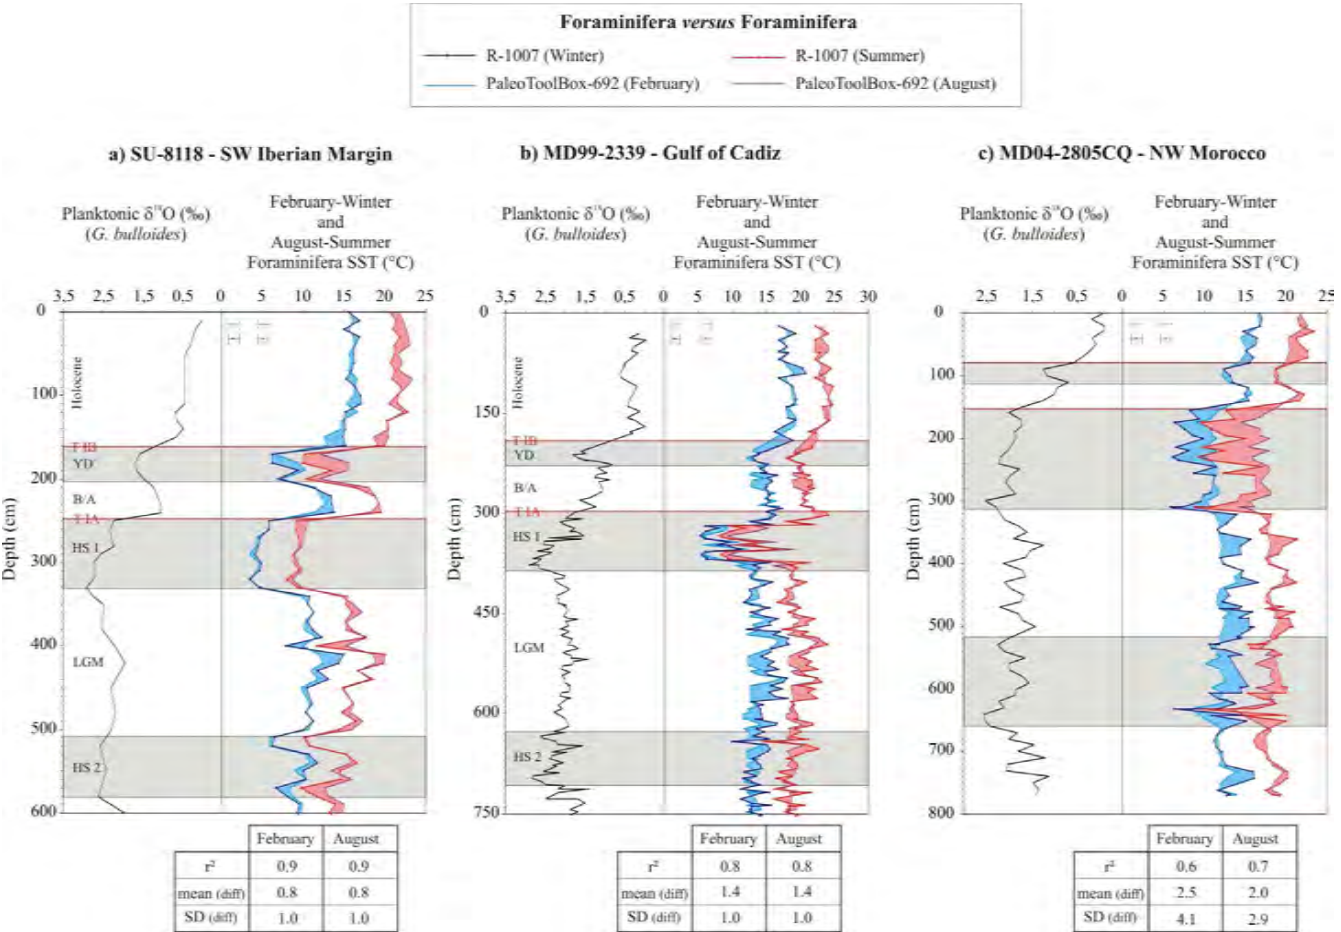 Foraminifera versus Foraminifera
R-1007 (Winter)
R-1007 (Summer)
PaleoToolBox-692 (February)
PaleoToolBox-692 (August)
a) SU-8118 - SW Iberian Margin
Planktonic δ¹⁸O (‰)
(G. bulloides)
February-Winter
and
August-Summer
Foraminifera SST (°C)
3,5 2,5 1,5 0,5 0 5 10 15 20 25
Depth (cm)
0
100
200
300
400
500
600
Holocene
T IB
YD
B/A
T IA
HS 1
LGM
HS 2
February August
r² 0.9 0.9
mean (diff) 0.8 0.8
SD (diff) 1.0 1.0
b) MD99-2339 - Gulf of Cadiz
Planktonic δ¹⁸O (‰)
(G. bulloides)
February-Winter
and
August-Summer
Foraminifera SST (°C)
3,5 2,5 1,5 0,5 0 10 15 20 25 30
Depth (cm)
0
150
300
450
600
750
Holocene
T IB
YD
B/A
T IA
HS 1
LGM
HS 2
February August
r² 0.8 0.8
mean (diff) 1.4 1.4
SD (diff) 1.0 1.0
c) MD04-2805CQ - NW Morocco
Planktonic δ¹⁸O (‰)
(G. bulloides)
February-Winter
and
August-Summer
Foraminifera SST (°C)
2,5 1,5 0,5 0 5 10 15 20 25
Depth (cm)
0
100
200
300
400
500
600
700
800
February August
r² 0.6 0.7
mean (diff) 2.5 2.0
SD (diff) 4.1 2.9